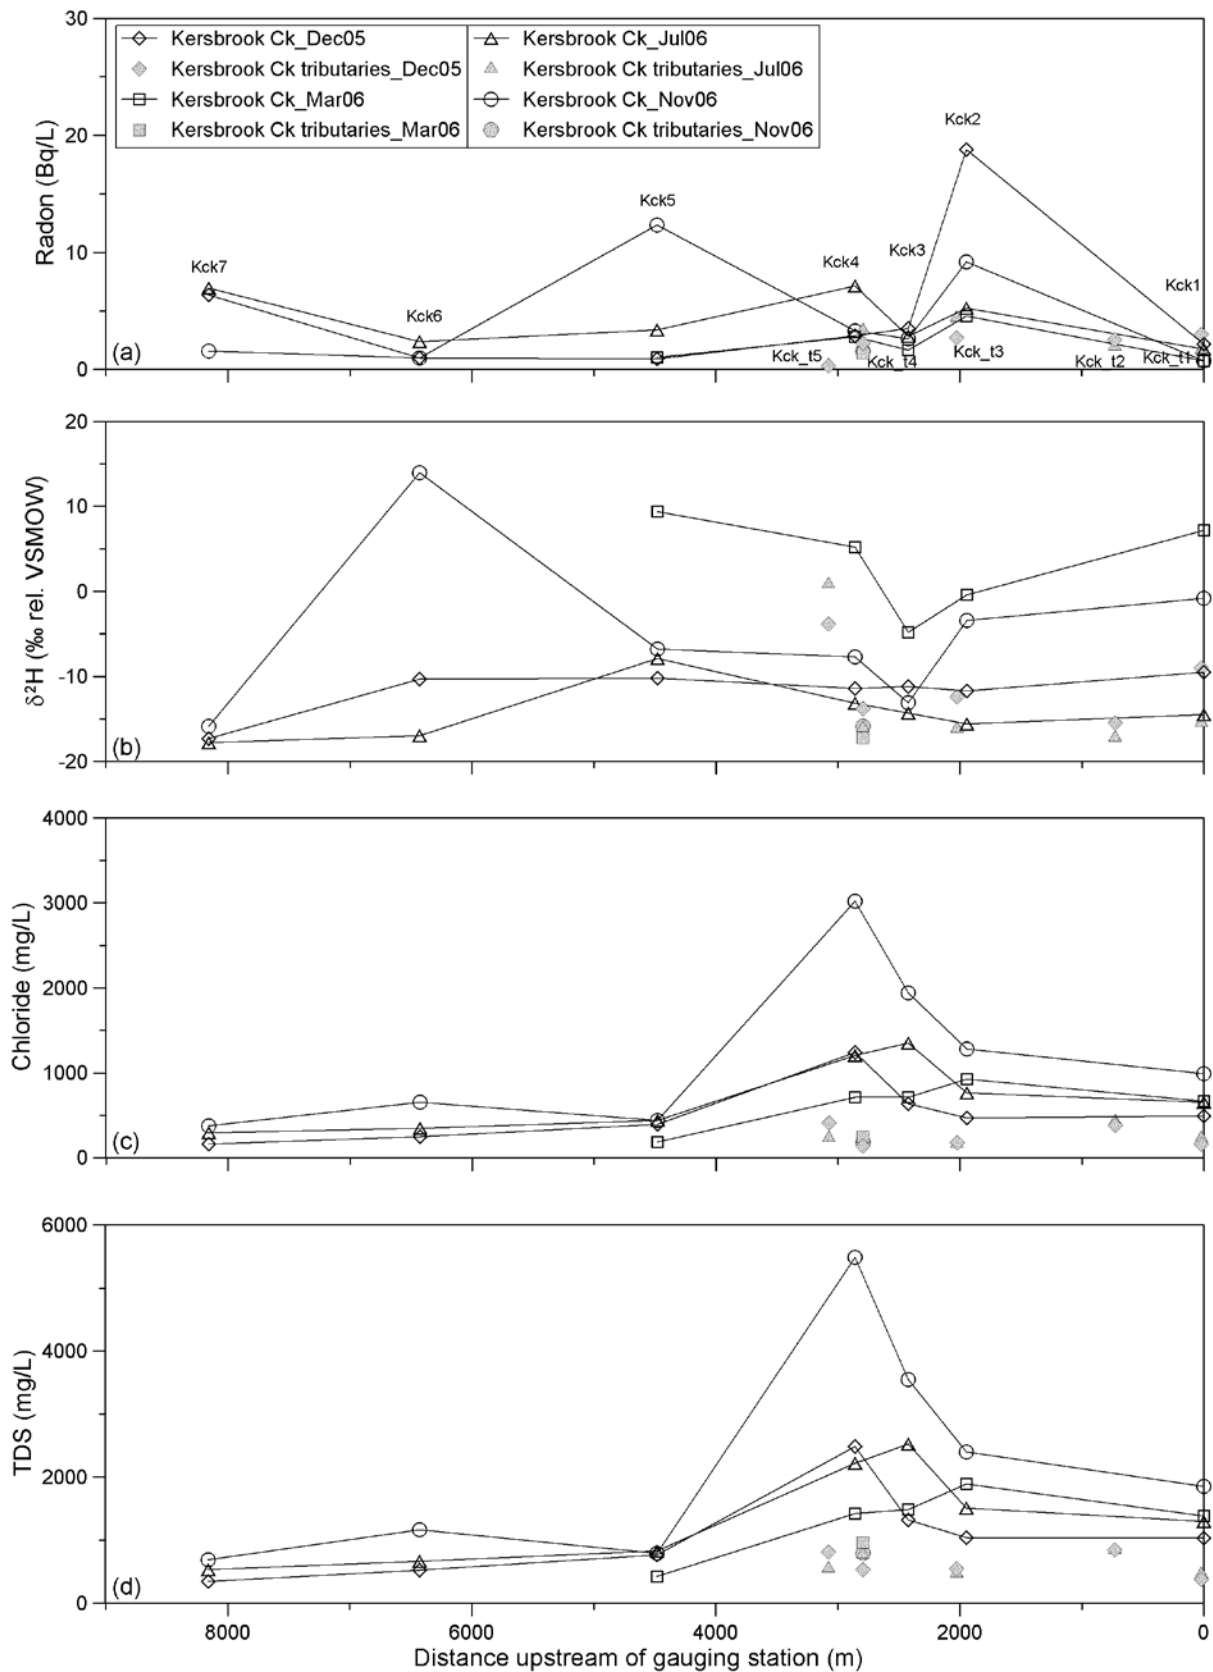 30
Kersbrook Ck_Dec05
Kersbrook Ck_Jul06
Kersbrook Ck tributaries_Dec05
Kersbrook Ck tributaries_Jul06
Kersbrook Ck_Mar06
Kersbrook Ck_Nov06
Kersbrook Ck tributaries_Mar06
Kersbrook Ck tributaries_Nov06
20
10
0
Radon (Bq/L)
Kck7
Kck6
Kck5
Kck4
Kck3
Kck2
Kck1
Kck_t5
Kck_t4
Kck_t3
Kck_t2
Kck_t1
(a)
20
10
0
-10
-20
δ²H (‰ rel. VSMOW)
(b)
4000
3000
2000
1000
0
Chloride (mg/L)
(c)
6000
4000
2000
0
TDS (mg/L)
(d)
8000
6000
4000
2000
0
Distance upstream of gauging station (m)